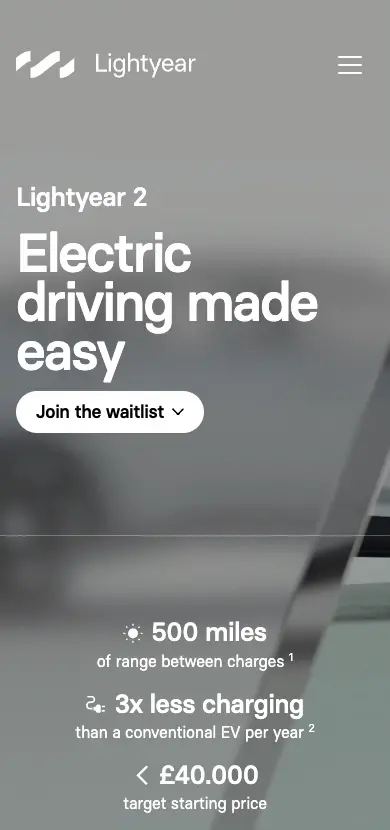 Lightyear
Lightyear 2
Electric
driving made
easy
Join the waitlist
500 miles
of range between charges ¹
3x less charging
than a conventional EV per year ²
< £40.000
target starting price